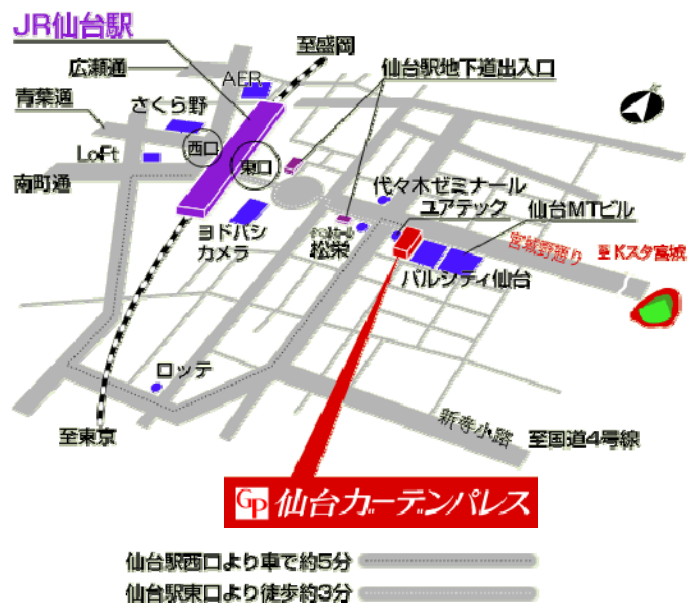 JR仙台駅
至盛岡
広瀬通
AER
仙台駅地下道出入口
青葉通
さくら野
西口
東口
LoFt
南町通
代々木ゼミナール
ユアテック
仙台MTビル
ヨドバシ
カメラ
松栄
宮城野通り
至Kスタ宮城
パルシティ仙台
ロッテ
至東京
新寺小路
至国道4号線
GP 仙台ガーデンパレス
仙台駅西口より車で約5分
仙台駅東口より徒歩約3分